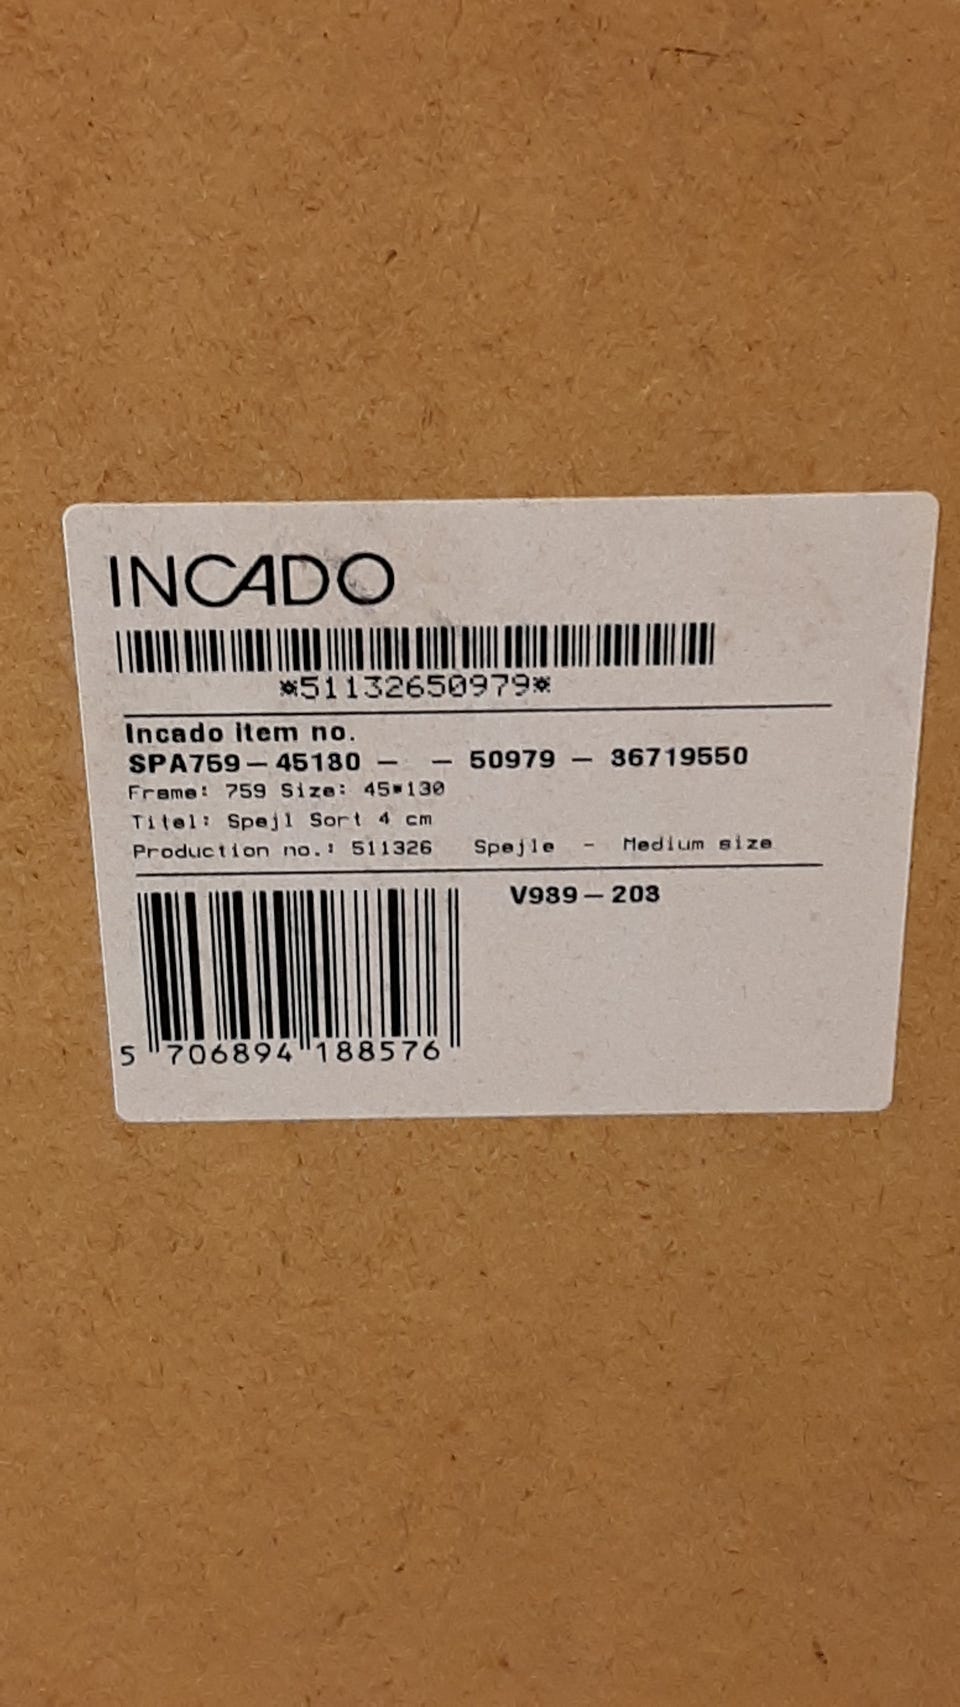 INCADO
*51132650979*
Incado item no.
SPA759-45130 - - 50979 - 36719550
Frame: 759 Size: 45*130
Titel: Spejl Sort 4 cm
Production no.: 511326 Spejle - Medium size
V989-203
5 706894 188576